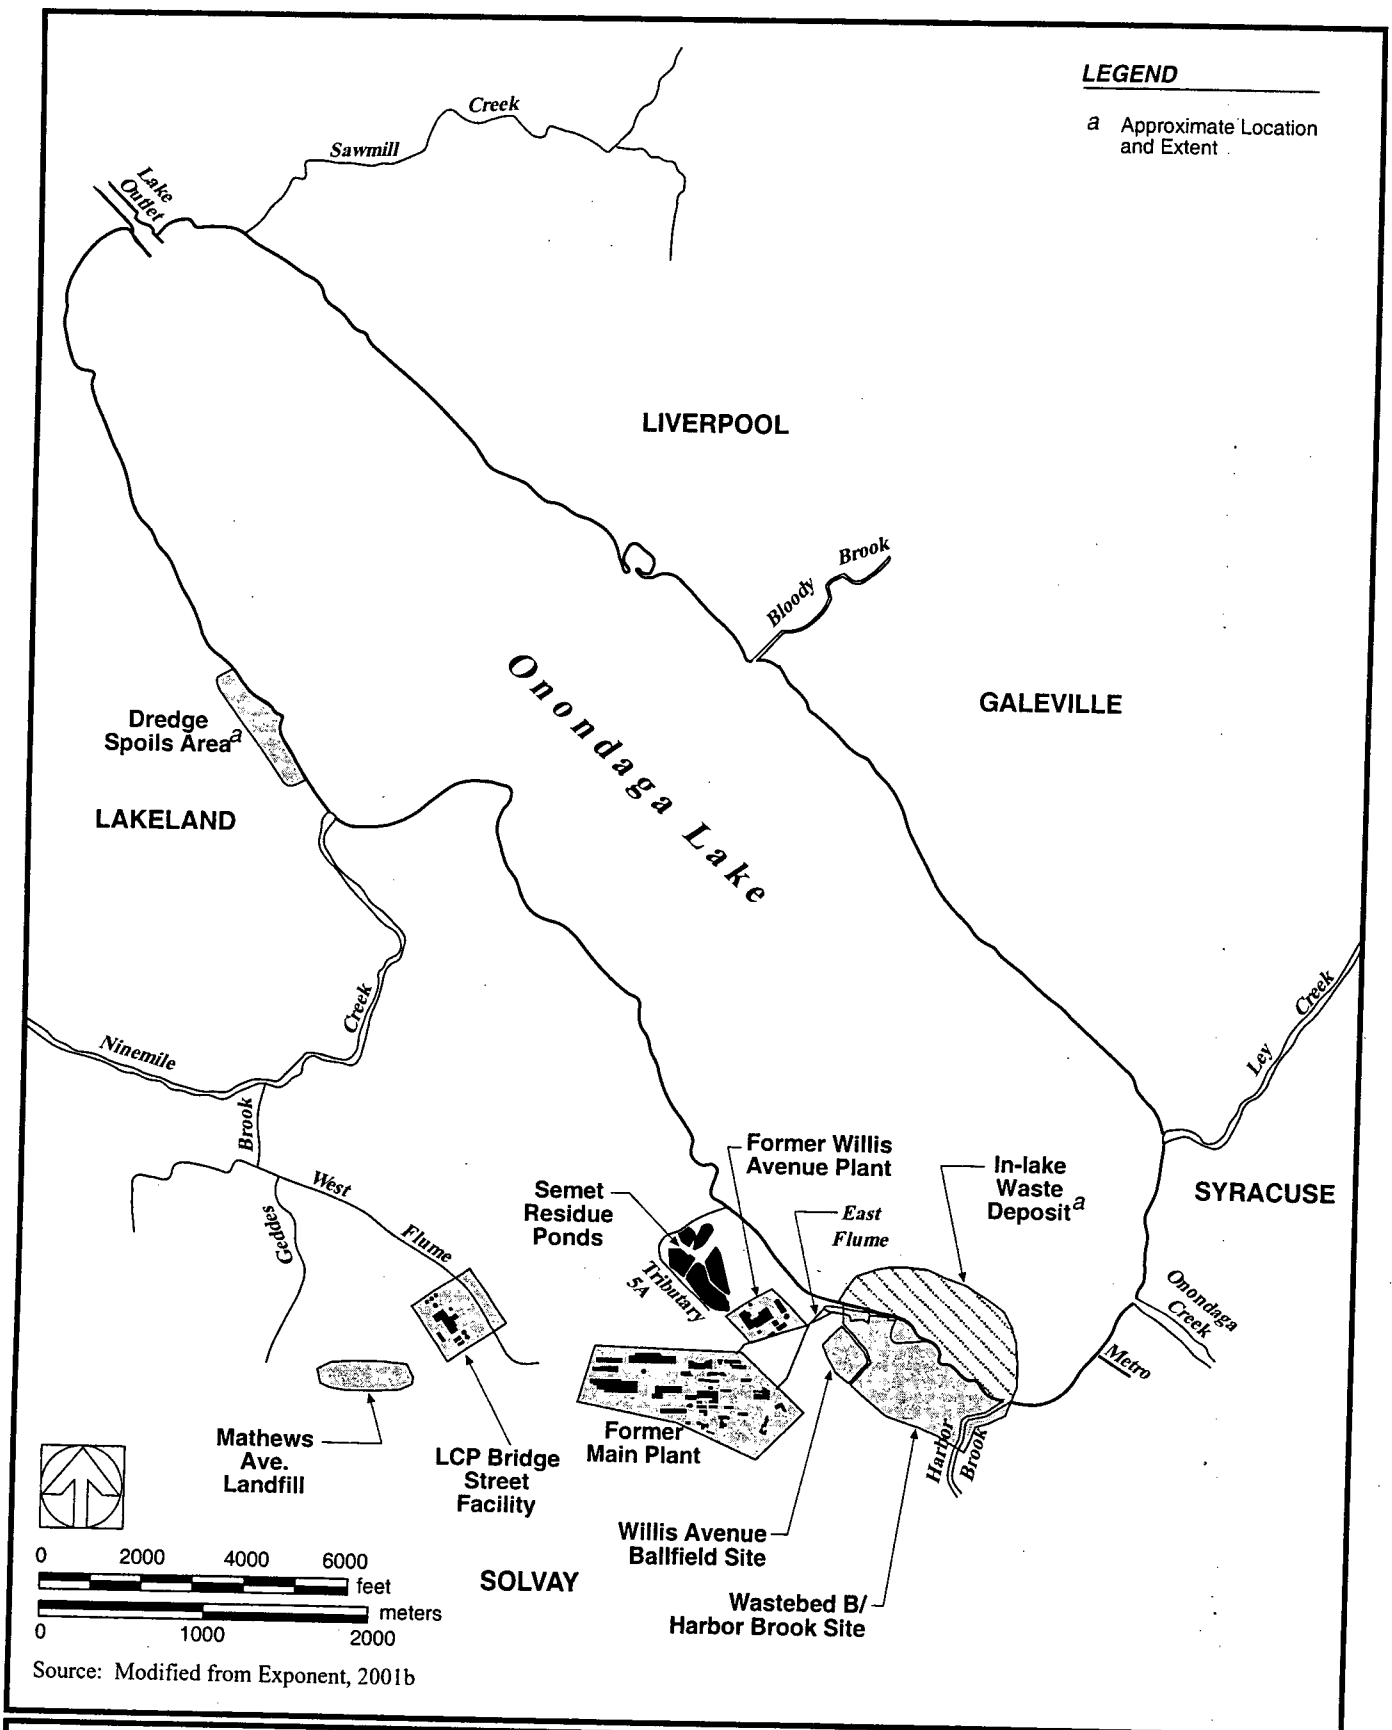 LEGEND
a Approximate Location
and Extent
Creek
Sawmill
Lake
Outlet
LIVERPOOL
Bloody Brook
Onondaga Lake
GALEVILLE
Dredge
Spoils Area a
LAKELAND
Creek
Ninemile
Ley Creek
Brook
Geddes
West
Flume
Former Willis
Avenue Plant
In-lake
Waste
Deposit a
SYRACUSE
Semet
Residue
Ponds
East
Flume
Tributary
5A
Onondaga
Creek
Metro
Former
Main Plant
Harbor
Brook
Mathews
Ave.
Landfill
LCP Bridge
Street
Facility
Willis Avenue
Ballfield Site
SOLVAY
Wastebed B/
Harbor Brook Site
0 2000 4000 6000
feet
meters
0 1000 2000
Source: Modified from Exponent, 2001b